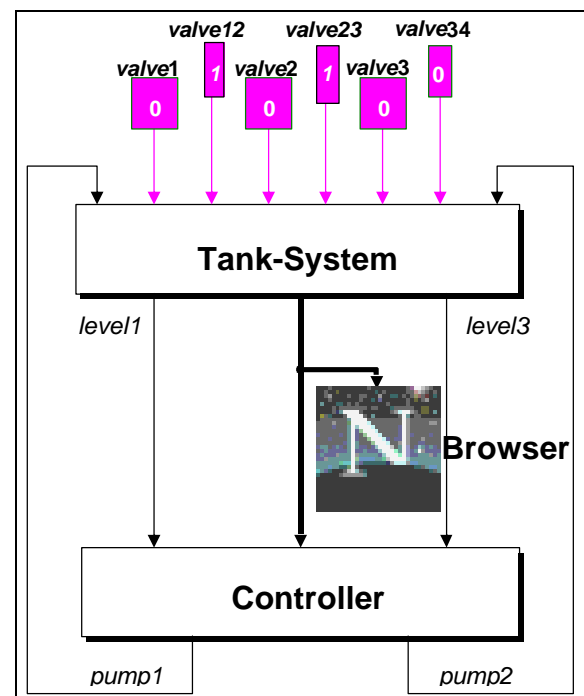 valve12 valve23 valve34
valve1 valve2 valve3
1 1 0
0 0 0
Tank-System
level1 level3
N
Browser
Controller
pump1 pump2